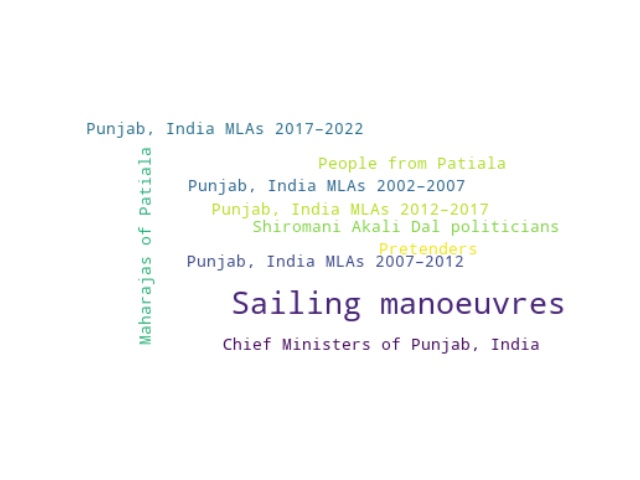 Punjab, India MLAs 2017–2022
Maharajas of Patiala
People from Patiala
Punjab, India MLAs 2002–2007
Punjab, India MLAs 2012–2017
Shiromani Akali Dal politicians
Pretenders
Punjab, India MLAs 2007–2012
Sailing manoeuvres
Chief Ministers of Punjab, India